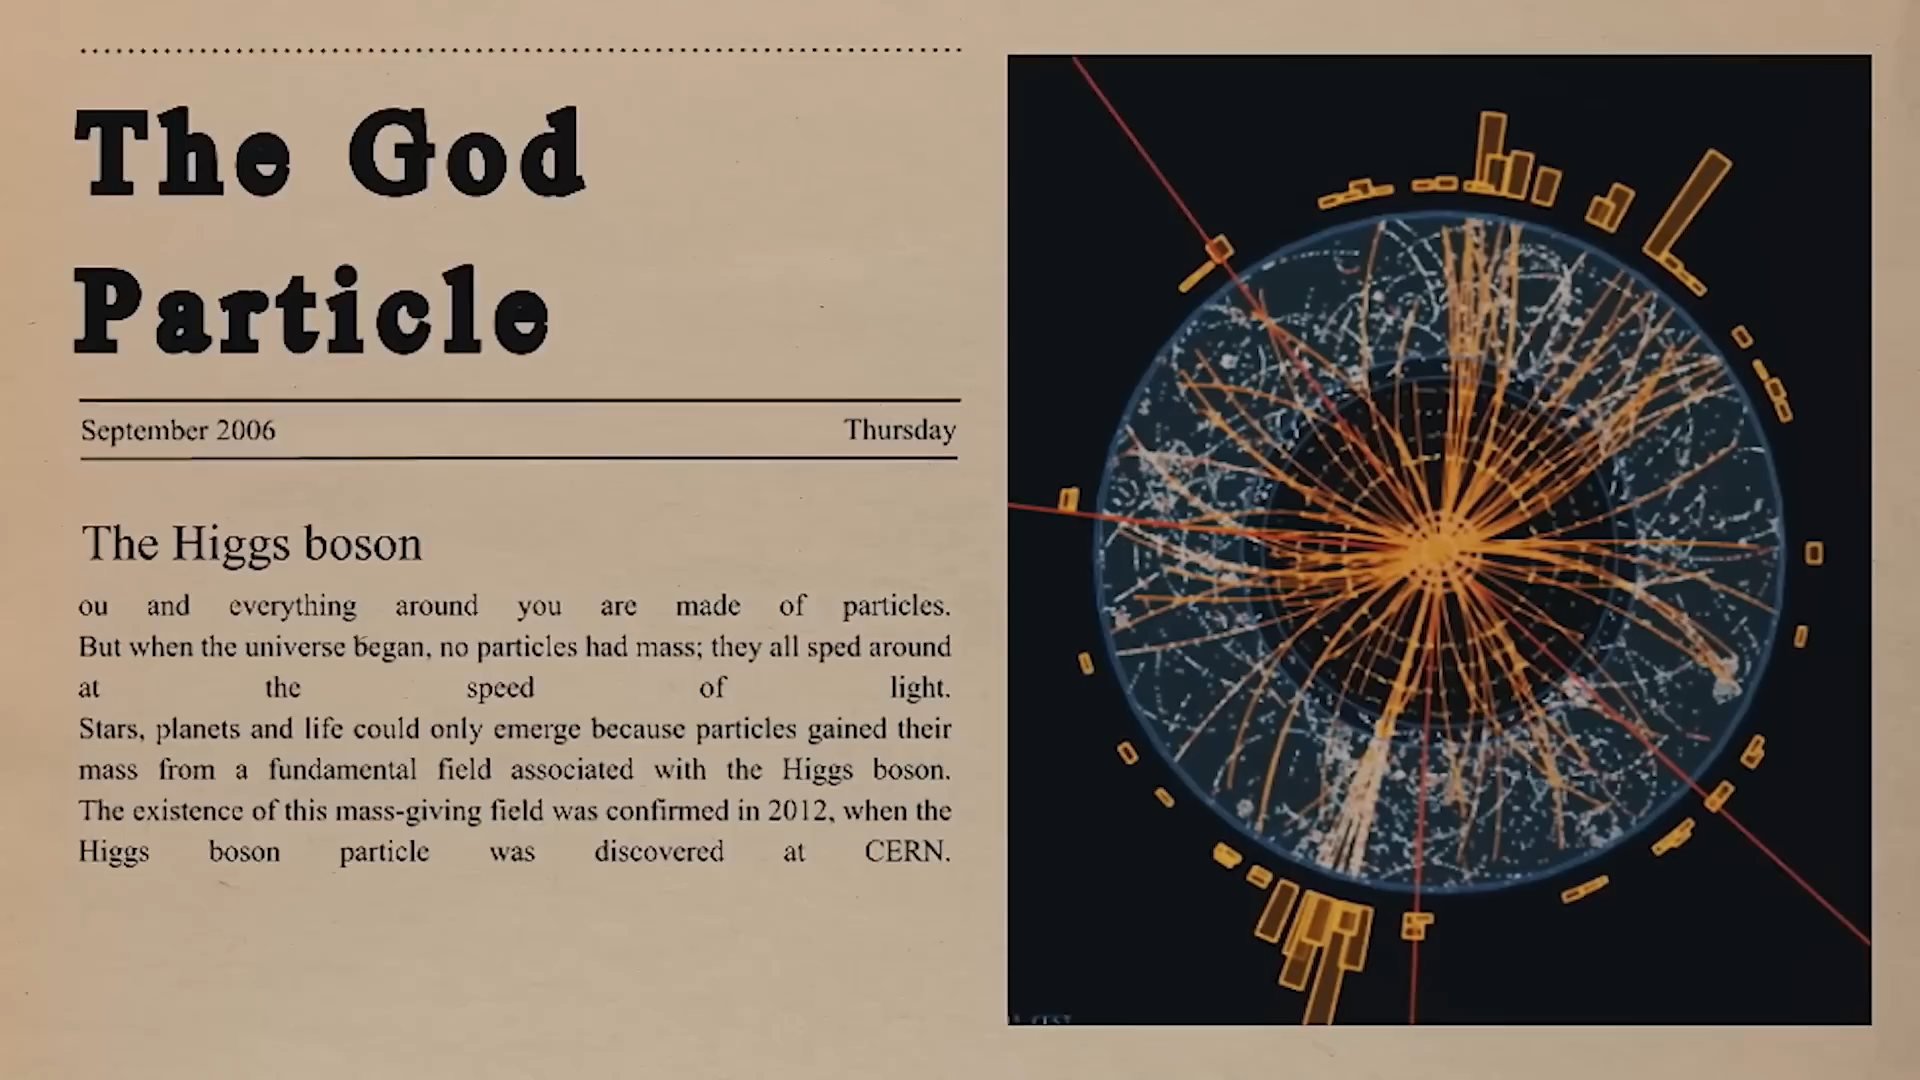 The God
Particle
September 2006
Thursday
The Higgs boson
ou and everything around you are made of particles.
But when the universe began, no particles had mass; they all sped around
at the speed of light.
Stars, planets and life could only emerge because particles gained their
mass from a fundamental field associated with the Higgs boson.
The existence of this mass-giving field was confirmed in 2012, when the
Higgs boson particle was discovered at CERN.